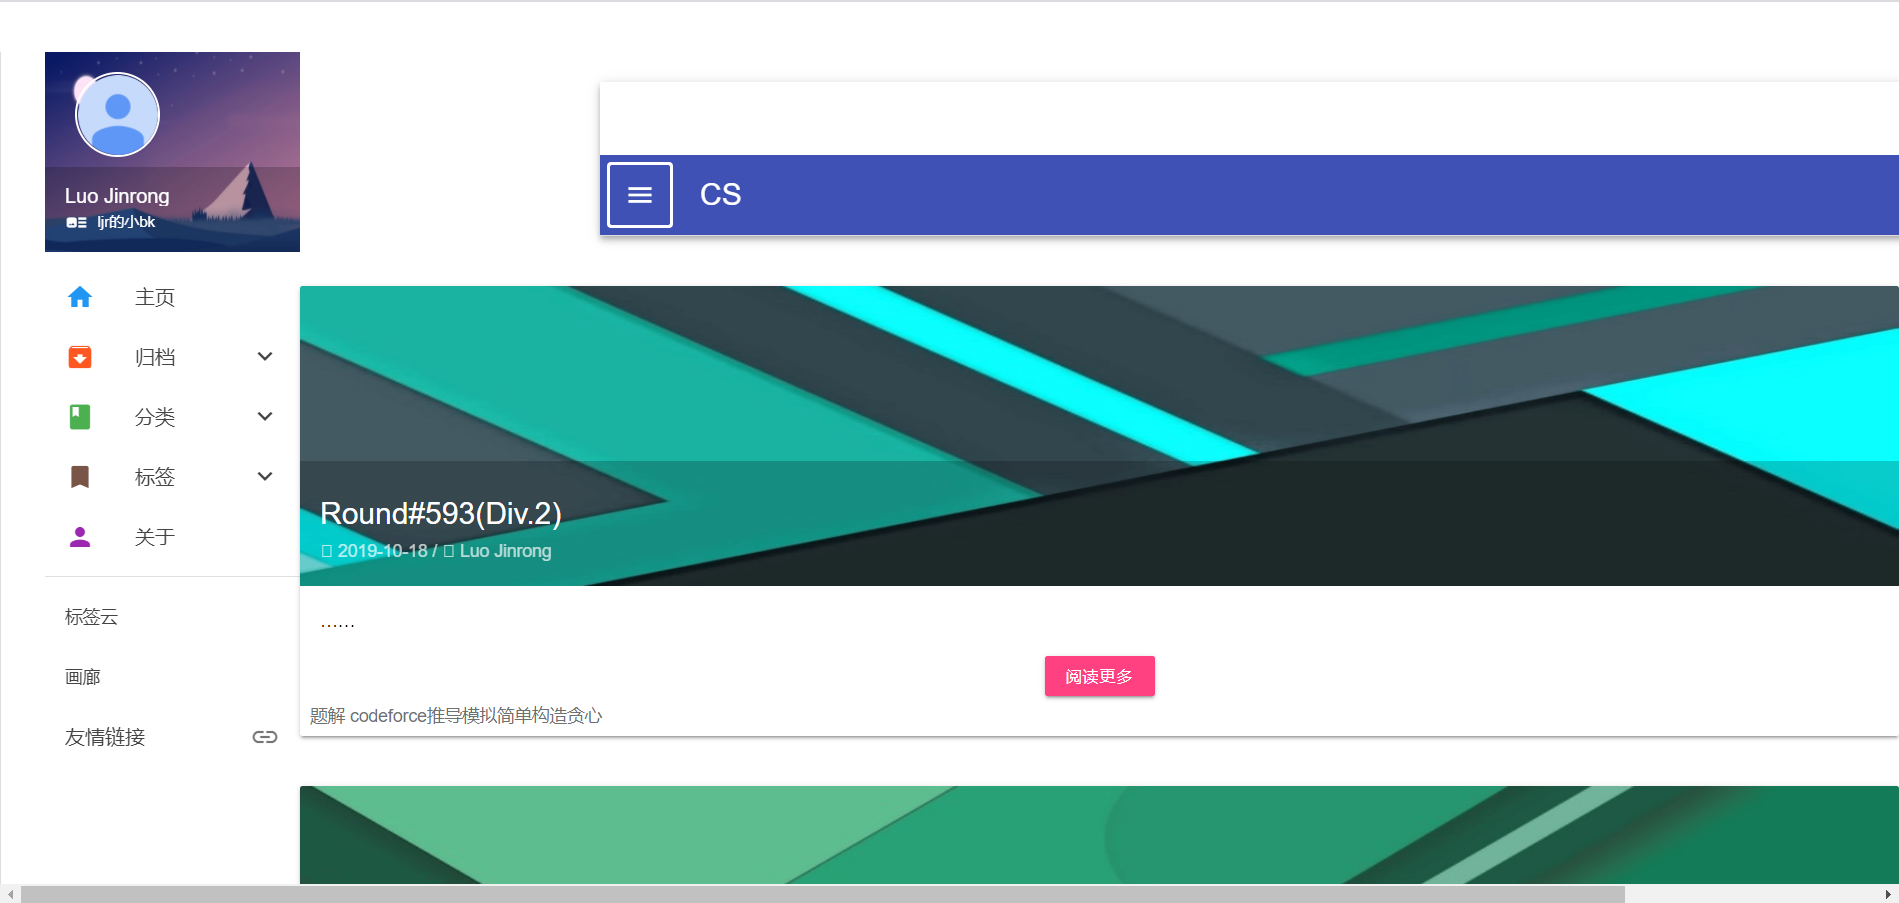 Luo Jinrong
ljr的小bk
主页
归档
分类
标签
关于
标签云
画廊
友情链接
CS
Round#593(Div.2)
2019-10-18 / Luo Jinrong
……
阅读更多
题解 codeforce推导模拟简单构造贪心